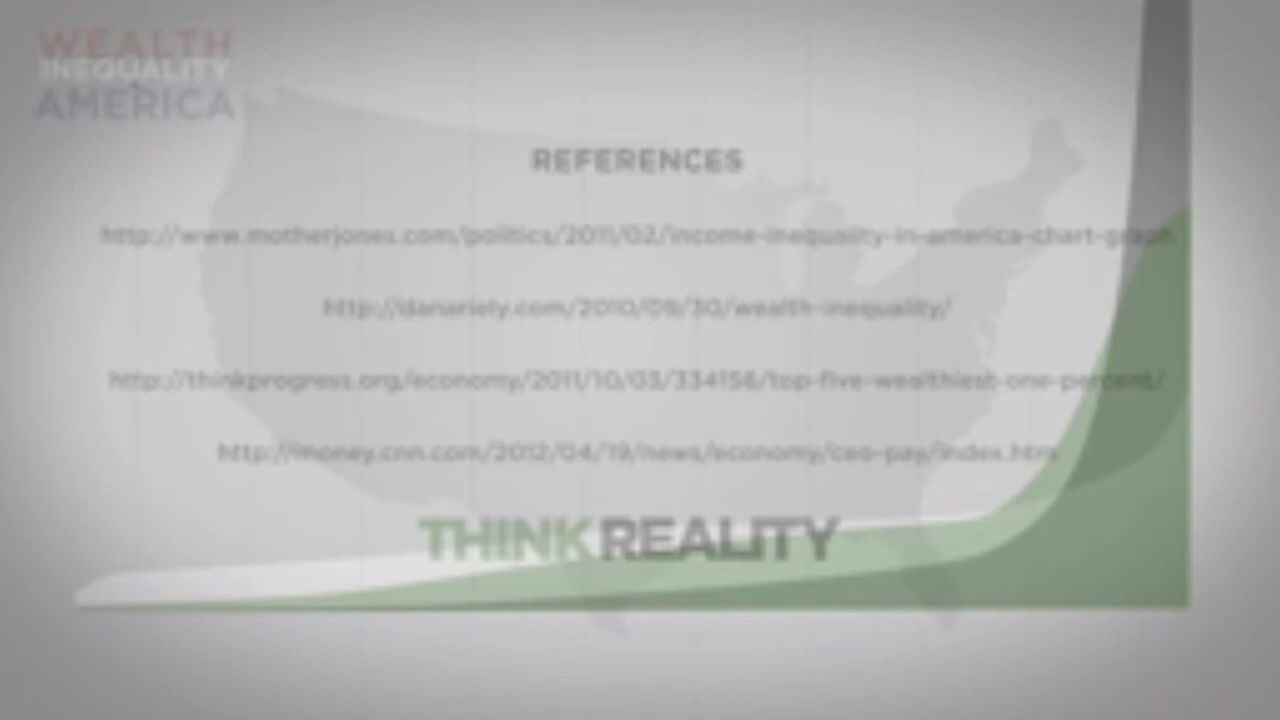 WEALTH
INEQUALITY
AMERICA
REFERENCES
http://www.motherjones.com/politics/2011/02/income-inequality-in-america-chart-graph
http://danariely.com/2010/09/30/wealth-inequality/
http://thinkprogress.org/economy/2011/10/03/334156/top-five-wealthiest-one-percent/
http://money.cnn.com/2012/04/19/news/economy/ceo-pay/index.htm
THINKREALITY